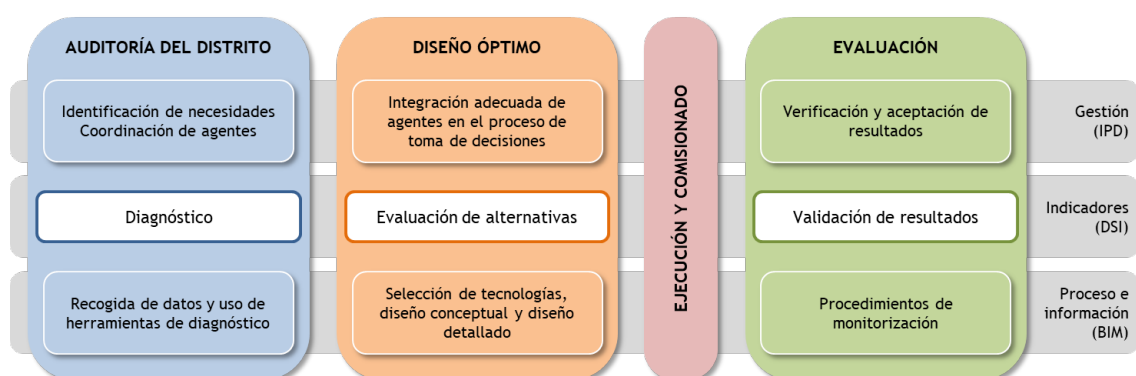 AUDITORÍA DEL DISTRITO
Identificación de necesidades
Coordinación de agentes
Diagnóstico
Recogida de datos y uso de
herramientas de diagnóstico
DISEÑO ÓPTIMO
Integración adecuada de
agentes en el proceso de
toma de decisiones
Evaluación de alternativas
Selección de tecnologías,
diseño conceptual y diseño
detallado
EJECUCIÓN Y COMISIONADO
EVALUACIÓN
Verificación y aceptación de
resultados
Validación de resultados
Procedimientos de
monitorización
Gestión
(IPD)
Indicadores
(DSI)
Proceso e
información
(BIM)